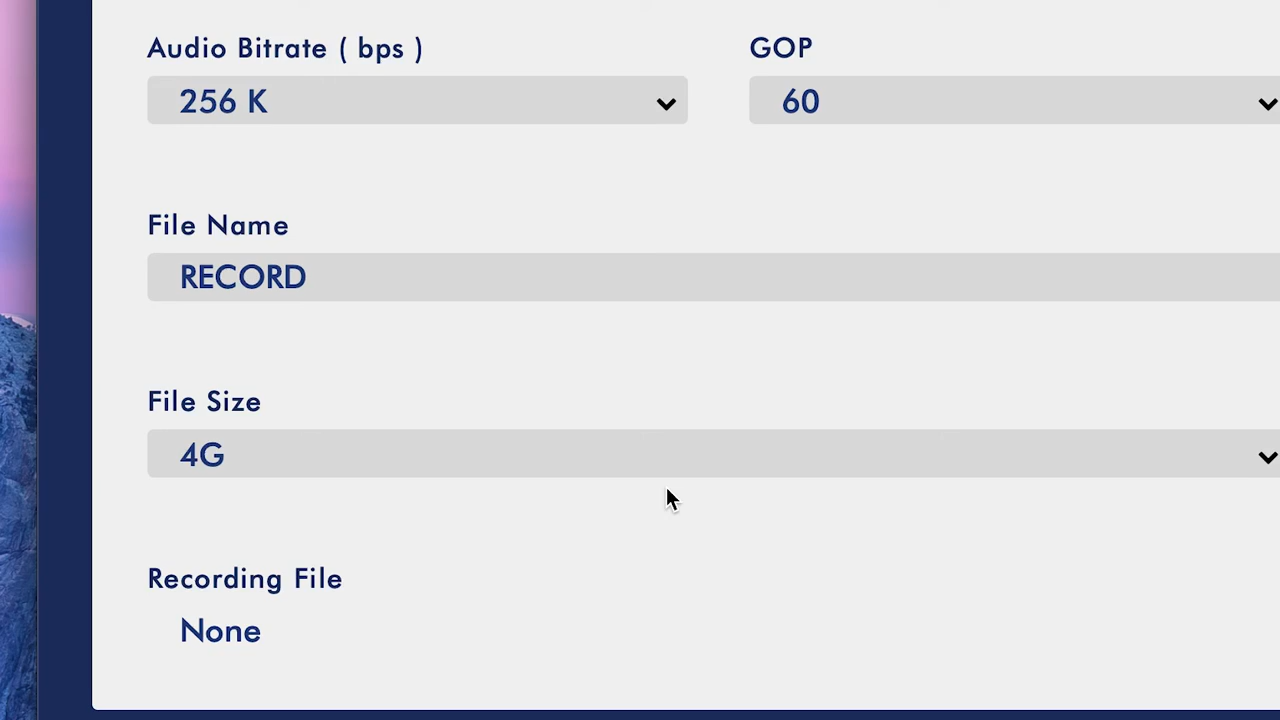 Audio Bitrate ( bps )
GOP
256 K
60
File Name
RECORD
File Size
4G
Recording File
None